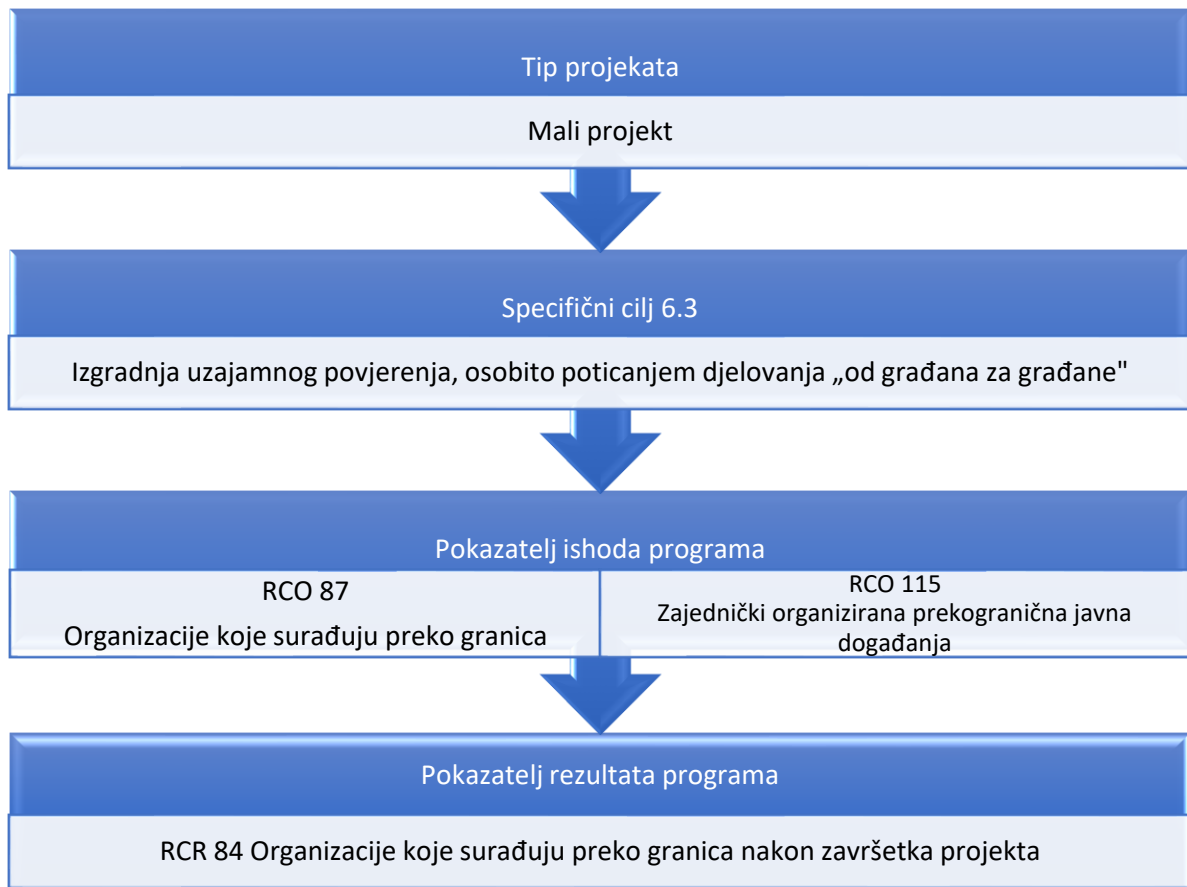 Tip projekata
Mali projekt
Specifični cilj 6.3
Izgradnja uzajamnog povjerenja, osobito poticanjem djelovanja „od građana za građane"
Pokazatelj ishoda programa
RCO 87
Organizacije koje surađuju preko granica
RCO 115
Zajednički organizirana prekogranična javna
događanja
Pokazatelj rezultata programa
RCR 84 Organizacije koje surađuju preko granica nakon završetka projekta